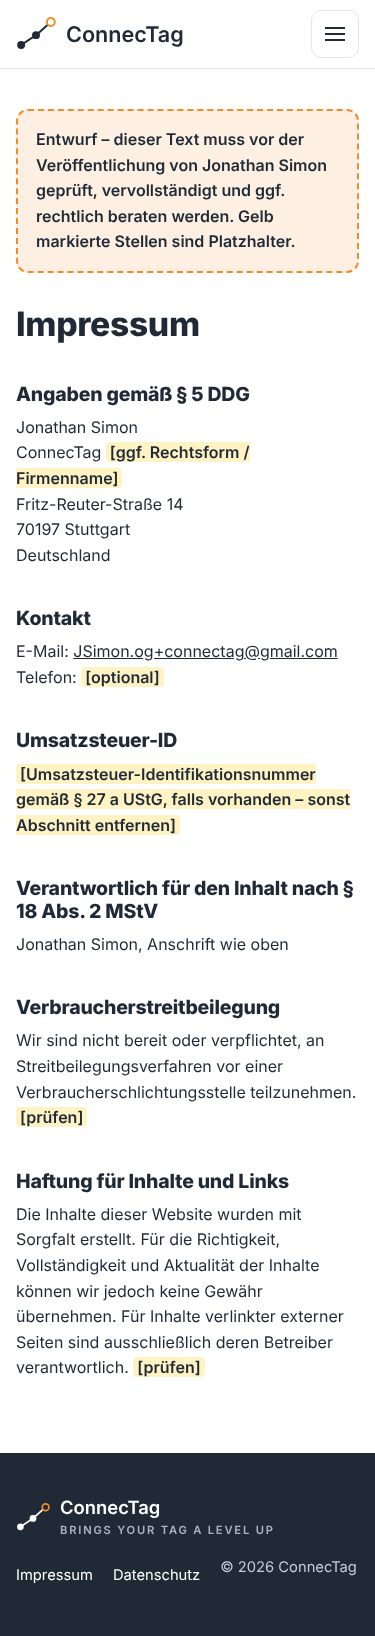 ConnecTag
Entwurf – dieser Text muss vor der
Veröffentlichung von Jonathan Simon
geprüft, vervollständigt und ggf.
rechtlich beraten werden. Gelb
markierte Stellen sind Platzhalter.
Impressum
Angaben gemäß § 5 DDG
Jonathan Simon
ConnecTag [ggf. Rechtsform /
Firmenname]
Fritz-Reuter-Straße 14
70197 Stuttgart
Deutschland
Kontakt
E-Mail: JSimon.og+connectag@gmail.com
Telefon: [optional]
Umsatzsteuer-ID
[Umsatzsteuer-Identifikationsnummer
gemäß § 27 a UStG, falls vorhanden – sonst
Abschnitt entfernen]
Verantwortlich für den Inhalt nach §
18 Abs. 2 MStV
Jonathan Simon, Anschrift wie oben
Verbraucherstreitbeilegung
Wir sind nicht bereit oder verpflichtet, an
Streitbeilegungsverfahren vor einer
Verbraucherschlichtungsstelle teilzunehmen.
[prüfen]
Haftung für Inhalte und Links
Die Inhalte dieser Website wurden mit
Sorgfalt erstellt. Für die Richtigkeit,
Vollständigkeit und Aktualität der Inhalte
können wir jedoch keine Gewähr
übernehmen. Für Inhalte verlinkter externer
Seiten sind ausschließlich deren Betreiber
verantwortlich. [prüfen]
ConnecTag
BRINGS YOUR TAG A LEVEL UP
Impressum Datenschutz © 2026 ConnecTag